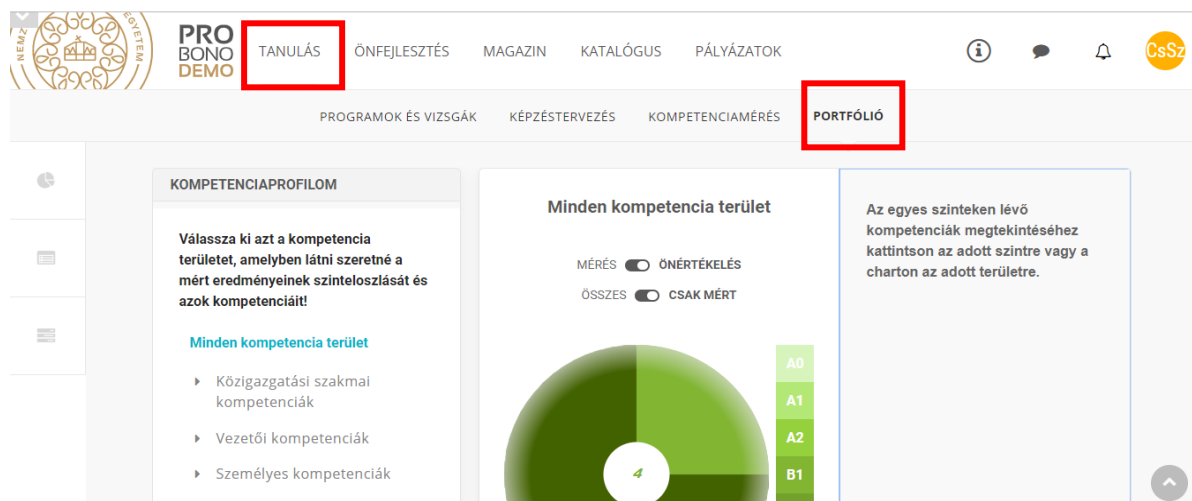 NEMZ
EGYETEM
PRO
BONO
DEMO
TANULÁS ÖNFEJLESZTÉS MAGAZIN KATALÓGUS PÁLYÁZATOK
CsSz
PROGRAMOK ÉS VIZSGÁK KÉPZÉSTERVEZÉS KOMPETENCIAMÉRÉS PORTFÓLIÓ
KOMPETENCIAPROFILOM
Válassza ki azt a kompetencia
területet, amelyben látni szeretné a
mért eredményeinek szinteloszlását és
azok kompetenciáit!
Minden kompetencia terület
Közigazgatási szakmai
kompetenciák
Vezetői kompetenciák
Személyes kompetenciák
Minden kompetencia terület
MÉRÉS ÖNÉRTÉKELÉS
ÖSSZES CSAK MÉRT
4
A0
A1
A2
B1
Az egyes szinteken lévő
kompetenciák megtekintéséhez
kattintson az adott szintre vagy a
charton az adott területre.